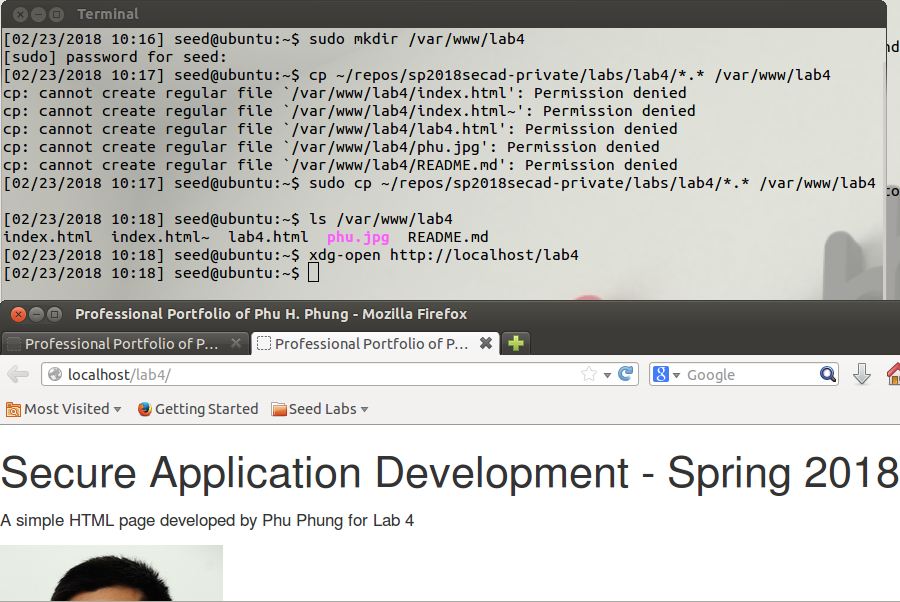 Terminal
[02/23/2018 10:16] seed@ubuntu:~$ sudo mkdir /var/www/lab4
[sudo] password for seed:
[02/23/2018 10:17] seed@ubuntu:~$ cp ~/repos/sp2018secad-private/labs/lab4/*.* /var/www/lab4
cp: cannot create regular file `/var/www/lab4/index.html': Permission denied
cp: cannot create regular file `/var/www/lab4/index.html~': Permission denied
cp: cannot create regular file `/var/www/lab4/lab4.html': Permission denied
cp: cannot create regular file `/var/www/lab4/phu.jpg': Permission denied
cp: cannot create regular file `/var/www/lab4/README.md': Permission denied
[02/23/2018 10:17] seed@ubuntu:~$ sudo cp ~/repos/sp2018secad-private/labs/lab4/*.* /var/www/lab4
[02/23/2018 10:18] seed@ubuntu:~$ ls /var/www/lab4
index.html  index.html~  lab4.html  phu.jpg  README.md
[02/23/2018 10:18] seed@ubuntu:~$ xdg-open http://localhost/lab4
[02/23/2018 10:18] seed@ubuntu:~$
Professional Portfolio of Phu H. Phung - Mozilla Firefox
Professional Portfolio of P... Professional Portfolio of P...
localhost/lab4/ Google
Most Visited Getting Started Seed Labs
Secure Application Development - Spring 2018
A simple HTML page developed by Phu Phung for Lab 4